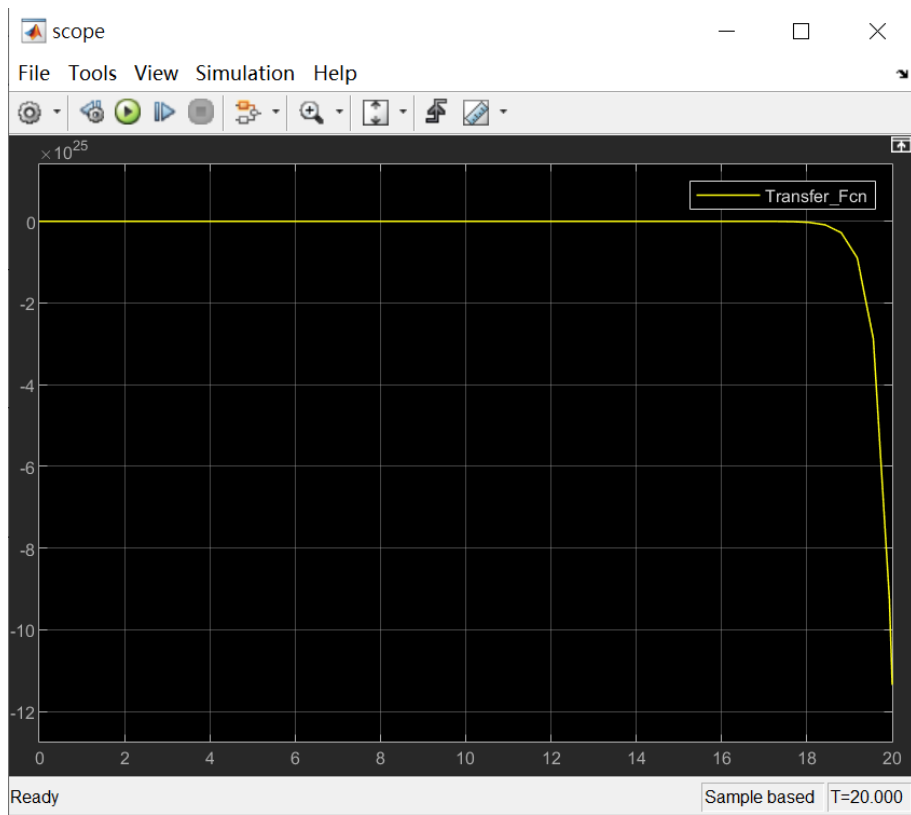 scope
File Tools View Simulation Help
×10^25
Transfer_Fcn
0
-2
-4
-6
-8
-10
-12
0 2 4 6 8 10 12 14 16 18 20
Ready Sample based T=20.000